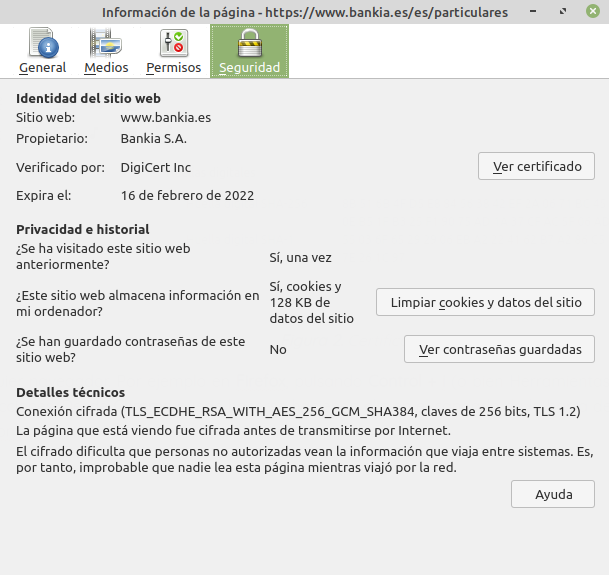 Información de la página - https://www.bankia.es/es/particulares
General Medios Permisos Seguridad
Identidad del sitio web
Sitio web: www.bankia.es
Propietario: Bankia S.A.
Verificado por: DigiCert Inc Ver certificado
Expira el: 16 de febrero de 2022
Privacidad e historial
¿Se ha visitado este sitio web
anteriormente?
Sí, una vez
¿Este sitio web almacena información en
mi ordenador?
Sí, cookies y
128 KB de
datos del sitio
Limpiar cookies y datos del sitio
¿Se han guardado contraseñas de este
sitio web?
No
Ver contraseñas guardadas
Detalles técnicos
Conexión cifrada (TLS_ECDHE_RSA_WITH_AES_256_GCM_SHA384, claves de 256 bits, TLS 1.2)
La página que está viendo fue cifrada antes de transmitirse por Internet.
El cifrado dificulta que personas no autorizadas vean la información que viaja entre sistemas. Es,
por tanto, improbable que nadie lea esta página mientras viajó por la red.
Ayuda